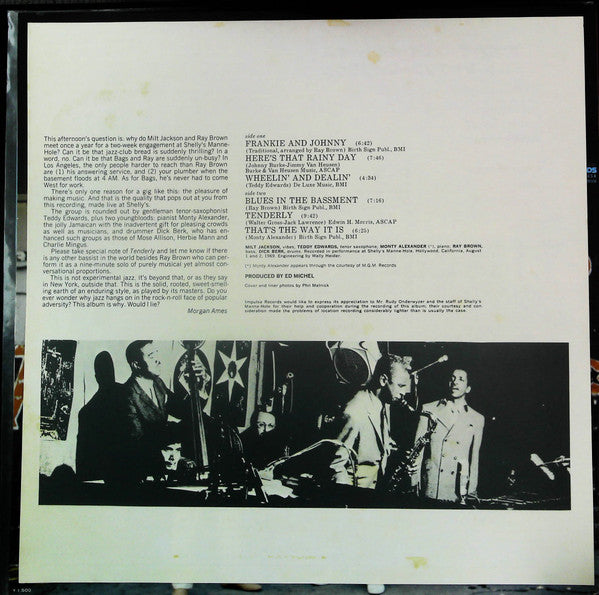 This afternoon's question is: why do Milt Jackson and Ray Brown
meet once a year for a two-week engagement at Shelly's Manne-
Hole? Can it be that jazz-club bread is suddenly thrilling? In a
word, no. Can it be that Bags and Ray are suddenly un-busy? In
Los Angeles, the only people harder to reach than Ray Brown
are (1) his answering service, and (2) your plumber when the
basement floods at 4 AM. As for Bags, he's never had to come
West for work.
There's only one reason for a gig like this: the pleasure of
making music. And that is the quality that pops out at you from
this recording, made live at Shelly's.
The group is rounded out by gentleman tenor-saxophonist
Teddy Edwards, plus two youngbloods: pianist Monty Alexander,
the jolly Jamaican with the inadvertent gift for pleasing crowds
as well as musicians, and drummer Dick Berk, who has en-
hanced such groups as those of Mose Allison, Herbie Mann and
Charlie Mingus.
Please take special note of Tenderly and let me know if there
is any other bassist in the world besides Ray Brown who can per-
form it as a nine-minute solo of purely musical yet almost con-
versational proportions.
This is not experimental jazz. It's beyond that, or as they say
in New York, outside that. This is the solid, rooted, sweet-smel-
ling earth of an enduring style, as played by its masters. Do you
ever wonder why jazz hangs on in the rock-n-roll face of popular
adversity? This album is why. Would I lie?
Morgan Ames
side one
FRANKIE AND JOHNNY (6:42)
(Traditional, arranged by Ray Brown) Birth Sign Publ., BMI
HERE'S THAT RAINY DAY (7:46)
(Johnny Burke-Jimmy Van Heusen)
Burke & Van Heusen Music, ASCAP
WHEELIN' AND DEALIN' (4:34)
(Teddy Edwards) De Luxe Music, BMI
side two
BLUES IN THE BASSMENT (7:16)
(Ray Brown) Birth Sign Publ., BMI
TENDERLY (9:42)
(Walter Gross-Jack Lawrence) Edwin H. Morris, ASCAP
THAT'S THE WAY IT IS (6:25)
(Monty Alexander) Birth Sign Publ., BMI
MILT JACKSON, vibes, TEDDY EDWARDS, tenor saxophone, MONTY ALEXANDER (*), piano; RAY BROWN,
bass, DICK BERK, drums. Recorded in performance at Shelly's Manne-Hole, Hollywood, California, August
1 and 2, 1969. Engineering by Wally Heider.
(*) Monty Alexander appears through the courtesy of M.G.M. Records
PRODUCED BY ED MICHEL
Cover and liner photos by Phil Melnick
Impulse Records would like to express its appreciation to Mr. Rudy Onderwyzer and the staff of Shelly's
Manne-Hole for their help and cooperation during the recording of this album; their courtesy and con-
sideration made the problems of location recording considerably lighter than is usually the case.